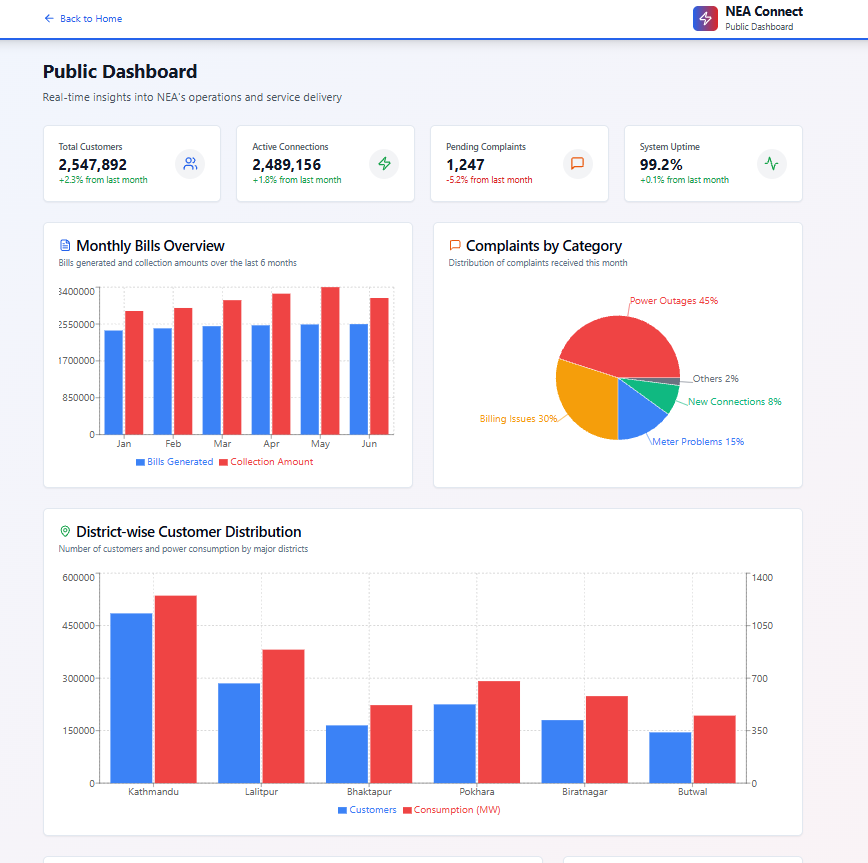 Back to Home
NEA Connect
Public Dashboard
Public Dashboard
Real-time insights into NEA's operations and service delivery
Total Customers
2,547,892
+2.3% from last month
Active Connections
2,489,156
+1.8% from last month
Pending Complaints
1,247
-5.2% from last month
System Uptime
99.2%
+0.1% from last month
Monthly Bills Overview
Bills generated and collection amounts over the last 6 months
3400000
2550000
1700000
850000
0
Jan Feb Mar Apr May Jun
Bills Generated Collection Amount
Complaints by Category
Distribution of complaints received this month
Power Outages 45%
Others 2%
New Connections 8%
Billing Issues 30%
Meter Problems 15%
District-wise Customer Distribution
Number of customers and power consumption by major districts
600000 1400
450000 1050
300000 700
150000 350
0 0
Kathmandu Lalitpur Bhaktapur Pokhara Biratnagar Butwal
Customers Consumption (MW)